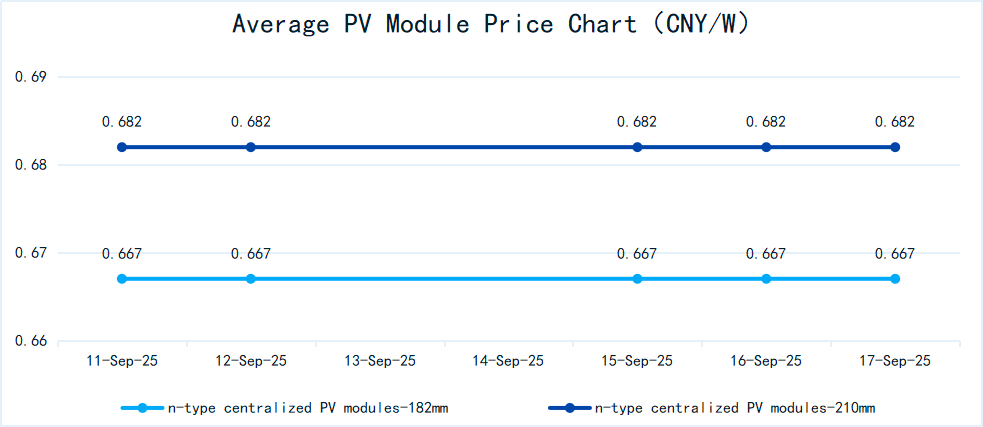 Average PV Module Price Chart (CNY/W)
0.69
0.682 0.682 0.682 0.682 0.682
0.68
0.67 0.667 0.667 0.667 0.667 0.667
0.66
11-Sep-25 12-Sep-25 13-Sep-25 14-Sep-25 15-Sep-25 16-Sep-25 17-Sep-25
n-type centralized PV modules-182mm n-type centralized PV modules-210mm